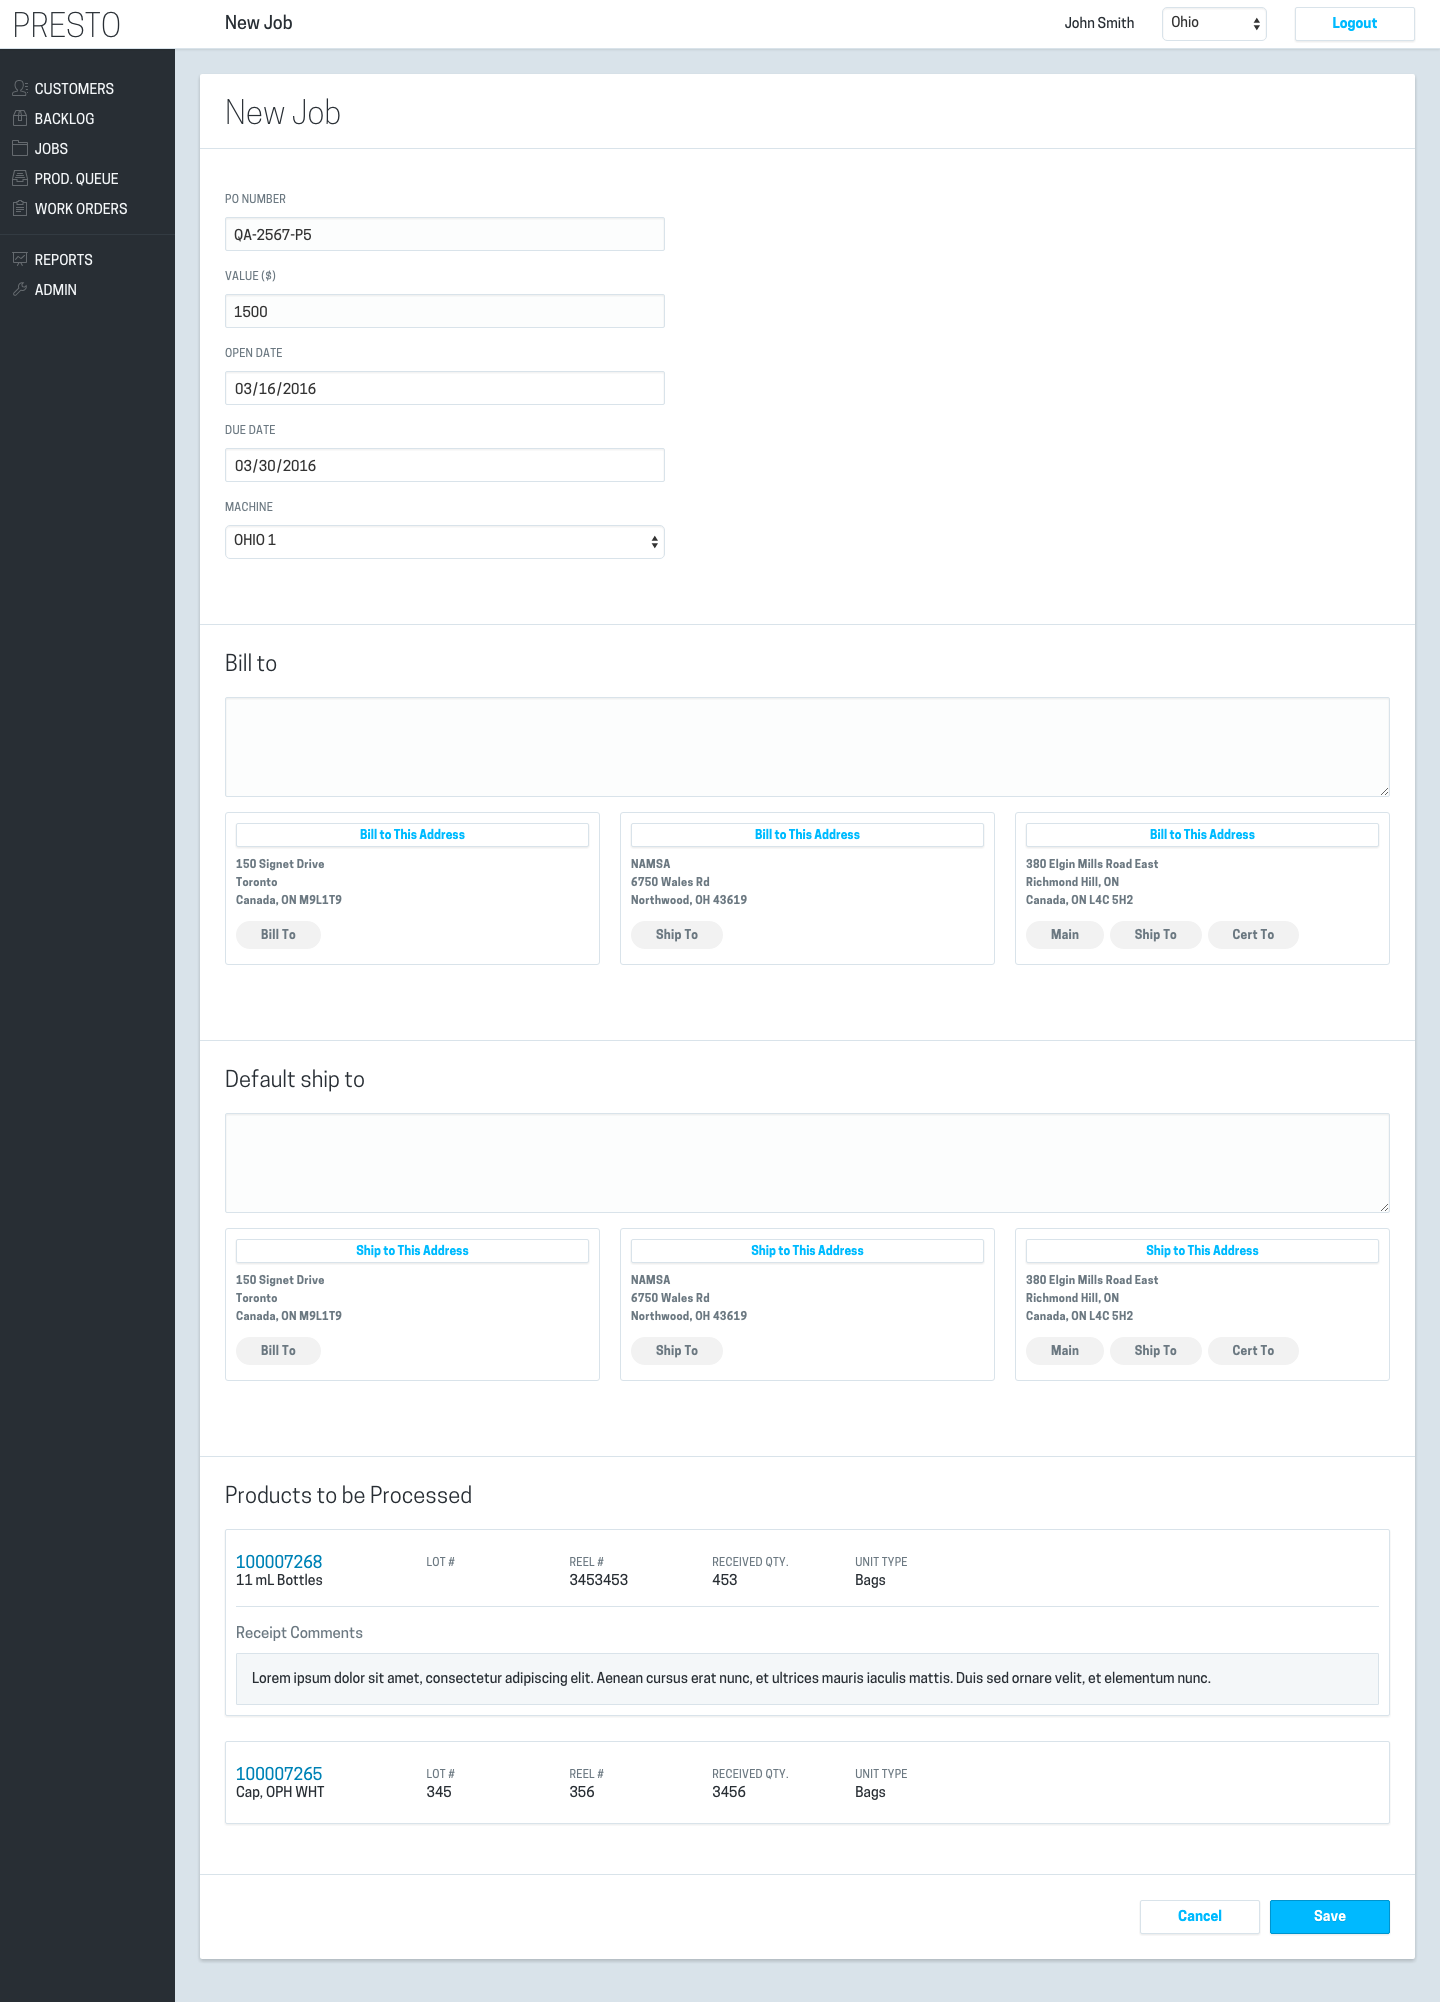 PRESTO
New Job
John Smith
Ohio
Logout
CUSTOMERS
BACKLOG
JOBS
PROD. QUEUE
WORK ORDERS
REPORTS
ADMIN
New Job
PO NUMBER
QA-2567-P5
VALUE ($)
1500
OPEN DATE
03/16/2016
DUE DATE
03/30/2016
MACHINE
OHIO 1
Bill to
Bill to This Address
150 Signet Drive
Toronto
Canada, ON M9L1T9
Bill To
Bill to This Address
NAMSA
6750 Wales Rd
Northwood, OH 43619
Ship To
Bill to This Address
380 Elgin Mills Road East
Richmond Hill, ON
Canada, ON L4C 5H2
Main Ship To Cert To
Default ship to
Ship to This Address
150 Signet Drive
Toronto
Canada, ON M9L1T9
Bill To
Ship to This Address
NAMSA
6750 Wales Rd
Northwood, OH 43619
Ship To
Ship to This Address
380 Elgin Mills Road East
Richmond Hill, ON
Canada, ON L4C 5H2
Main Ship To Cert To
Products to be Processed
100007268 LOT # REEL # RECEIVED QTY. UNIT TYPE
11 mL Bottles 3453453 453 Bags
Receipt Comments
Lorem ipsum dolor sit amet, consectetur adipiscing elit. Aenean cursus erat nunc, et ultrices mauris iaculis mattis. Duis sed ornare velit, et elementum nunc.
100007265 LOT # REEL # RECEIVED QTY. UNIT TYPE
Cap, OPH WHT 345 356 3456 Bags
Cancel
Save